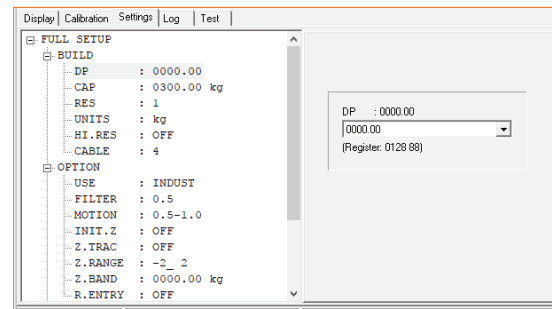 Display Calibration Settings Log Test
FULL SETUP
BUILD
DP : 0000.00
CAP : 0300.00 kg
RES : 1
UNITS : kg
HI.RES : OFF
CABLE : 4
OPTION
USE : INDUST
FILTER : 0.5
MOTION : 0.5-1.0
INIT.Z : OFF
Z.TRAC : OFF
Z.RANGE : -2_ 2
Z.BAND : 0000.00 kg
R.ENTRY : OFF
DP : 0000.00
0000.00
(Register: 0128 88)